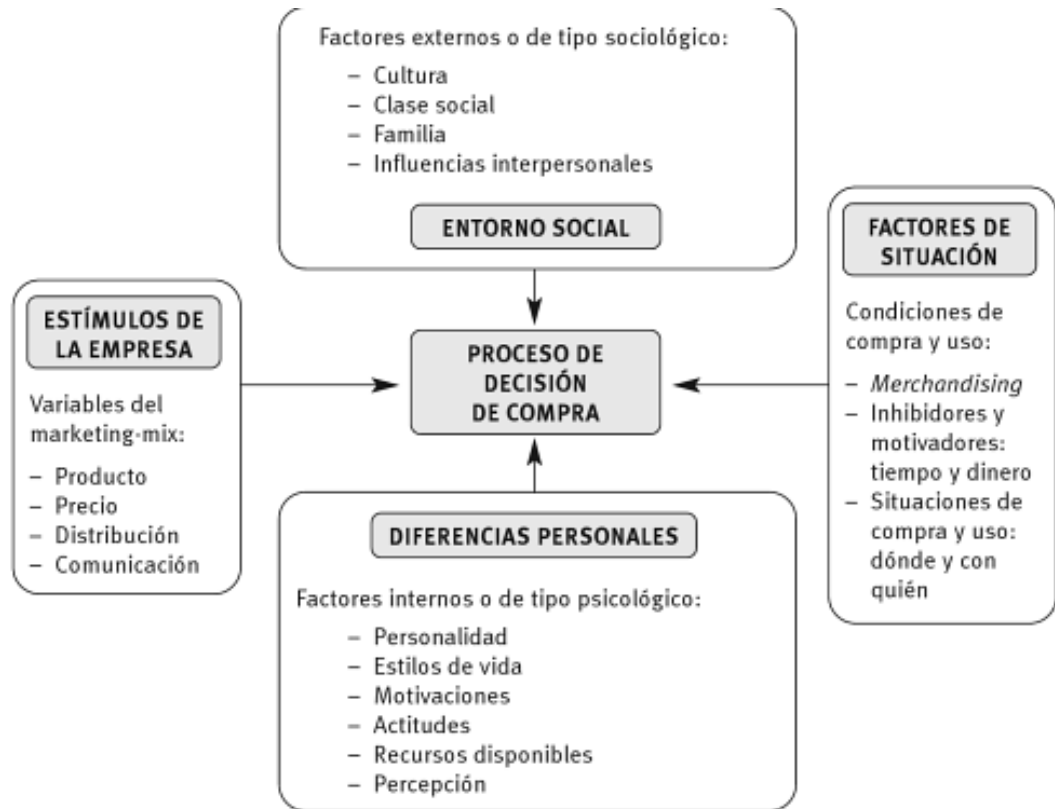 Factores externos o de tipo sociológico:
– Cultura
– Clase social
– Familia
– Influencias interpersonales
ENTORNO SOCIAL
ESTÍMULOS DE
LA EMPRESA
Variables del
marketing-mix:
– Producto
– Precio
– Distribución
– Comunicación
PROCESO DE
DECISIÓN
DE COMPRA
FACTORES DE
SITUACIÓN
Condiciones de
compra y uso:
– Merchandising
– Inhibidores y
motivadores:
tiempo y dinero
– Situaciones de
compra y uso:
dónde y con
quién
DIFERENCIAS PERSONALES
Factores internos o de tipo psicológico:
– Personalidad
– Estilos de vida
– Motivaciones
– Actitudes
– Recursos disponibles
– Percepción